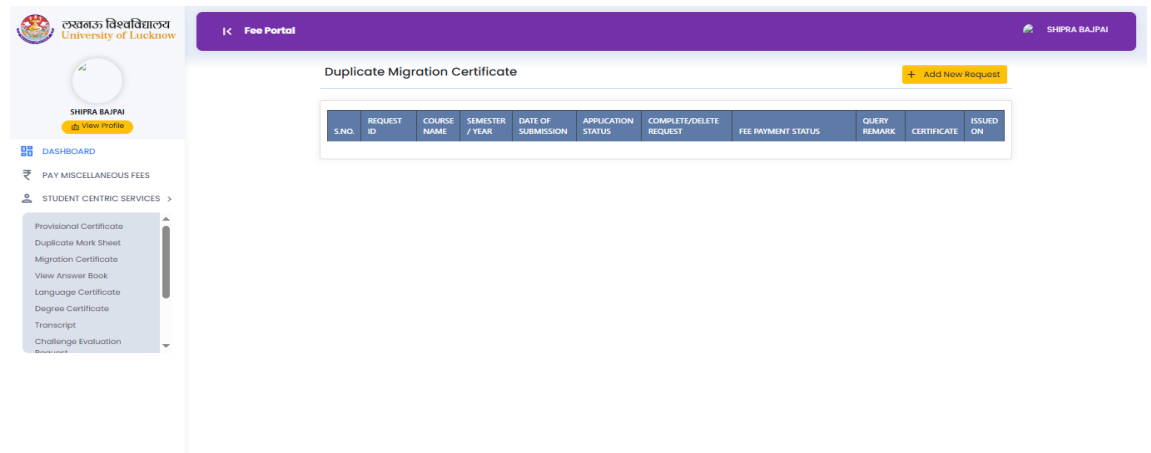 लखनऊ विश्वविद्यालय
University of Lucknow
Fee Portal
SHIPRA BAJPAI
SHIPRA BAJPAI
View Profile
DASHBOARD
PAY MISCELLANEOUS FEES
STUDENT CENTRIC SERVICES >
Provisional Certificate
Duplicate Mark Sheet
Migration Certificate
View Answer Book
Language Certificate
Degree Certificate
Transcript
Challenge Evaluation
Request
Duplicate Migration Certificate
+ Add New Request
S.NO.
REQUEST
ID
COURSE
NAME
SEMESTER
/ YEAR
DATE OF
SUBMISSION
APPLICATION
STATUS
COMPLETE/DELETE
REQUEST
FEE PAYMENT STATUS
QUERY
REMARK
CERTIFICATE
ISSUED
ON